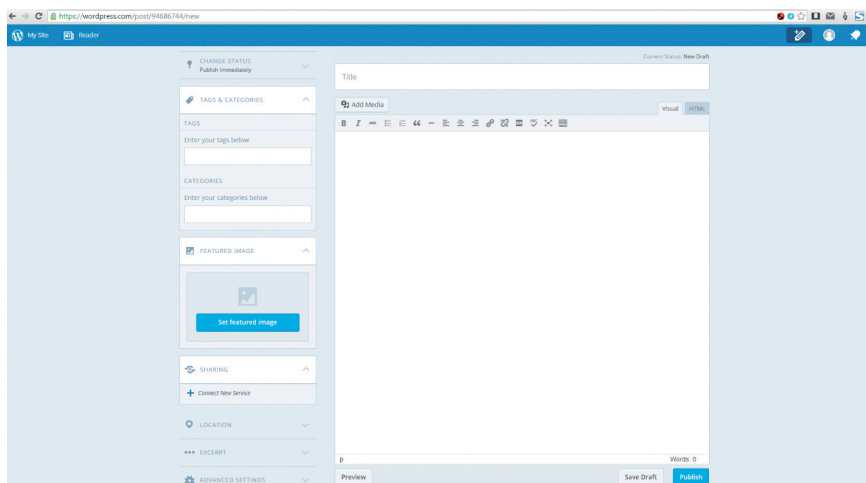 https://wordpress.com/post/94686744/new
My Site Reader
CHANGE STATUS
Publish Immediately
TAGS & CATEGORIES
TAGS
Enter your tags below
CATEGORIES
Enter your categories below
FEATURED IMAGE
Set featured image
SHARING
Connect New Service
LOCATION
EXCERPT
ADVANCED SETTINGS
Current Status: New Draft
Title
Add Media
Visual HTML
B I ABC
p Words: 0
Preview Save Draft Publish